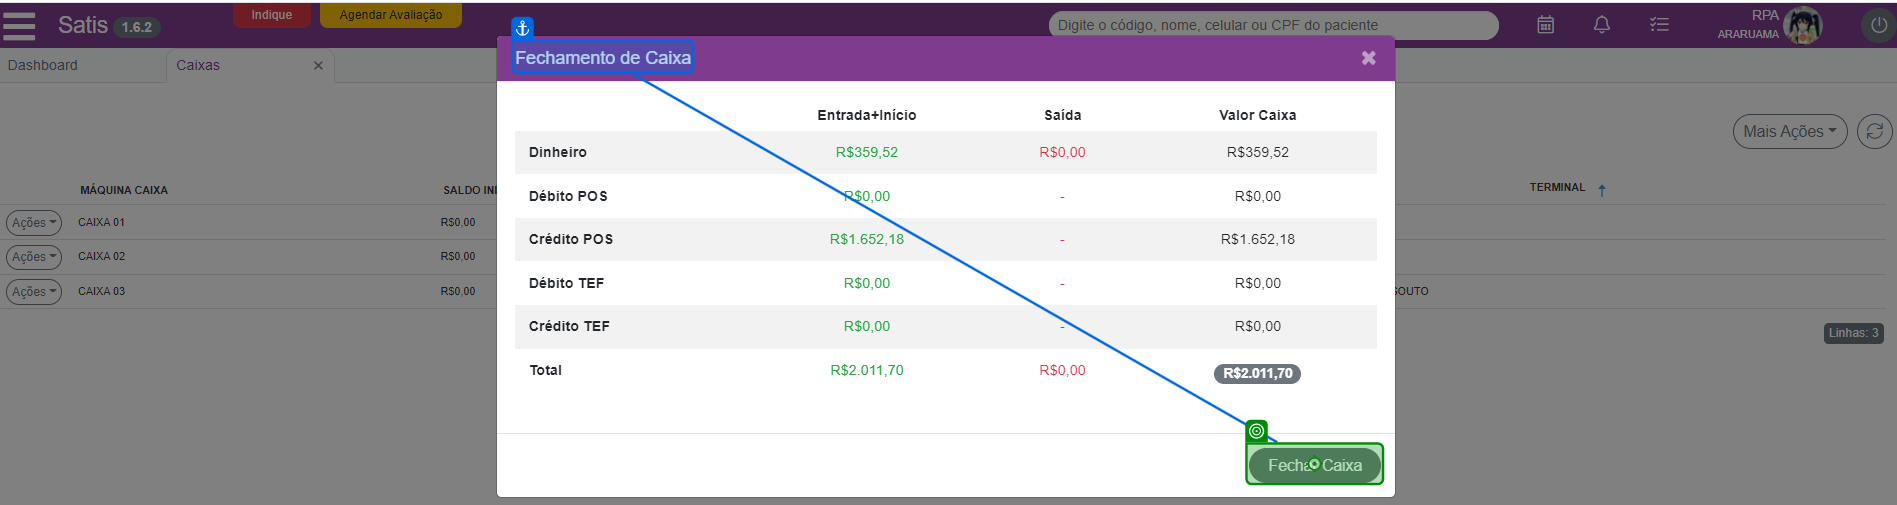 Satis 1.6.2
Indique
Agendar Avaliação
Digite o código, nome, celular ou CPF do paciente
RPA
ARARUAMA
Dashboard
Caixas
Fechamento de Caixa
Mais Ações
MÁQUINA CAIXA
SALDO INI
TERMINAL
Ações CAIXA 01 R$0,00
Ações CAIXA 02 R$0,00
Ações CAIXA 03 R$0,00
SOUTO
Linhas: 3
Entrada+Início Saída Valor Caixa
Dinheiro R$359,52 R$0,00 R$359,52
Débito POS R$0,00 - R$0,00
Crédito POS R$1.652,18 - R$1.652,18
Débito TEF R$0,00 - R$0,00
Crédito TEF R$0,00 - R$0,00
Total R$2.011,70 R$0,00 R$2.011,70
Fechar Caixa